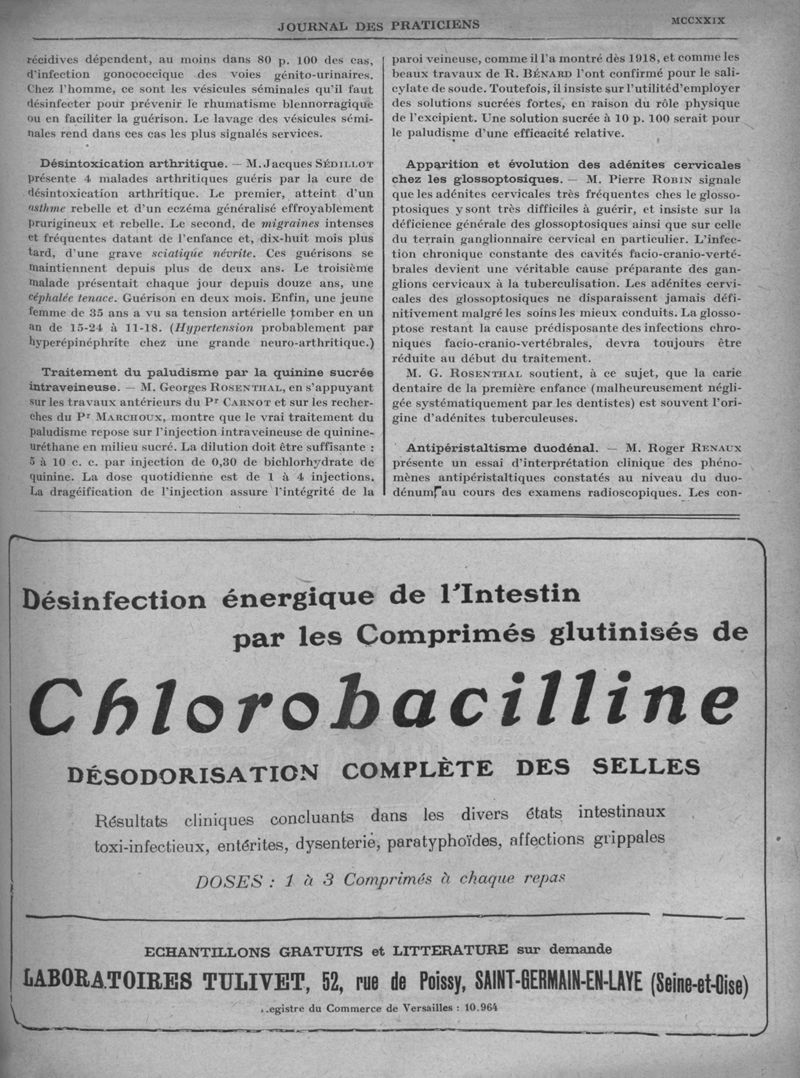 JOURNAL DES PRATICIENS
MCCXXIX
récidives dépendent, au moins dans 80 p. 100 des cas,
d'infection gonococcique des voies génito-urinaires.
Chez l'homme, ce sont les vésicules séminales qu'il faut
désinfecter pour prévenir le rhumatisme blennorragique
ou en faciliter la guérison. Le lavage des vésicules sémi-
nales rend dans ces cas les plus signalés services.
Désintoxication arthritique. — M. Jacques SÉDILLOT
présente 4 malades arthritiques guéris par la cure de
désintoxication arthritique. Le premier, atteint d'un
asthme rebelle et d'un eczéma généralisé effroyablement
prurigineux et rebelle. Le second, de migraines intenses
et fréquentes datant de l'enfance et, dix-huit mois plus
tard, d'une grave sciatique névrite. Ces guérisons se
maintiennent depuis plus de deux ans. Le troisième
malade présentait chaque jour depuis douze ans, une
céphalée tenace. Guérison en deux mois. Enfin, une jeune
femme de 35 ans a vu sa tension artérielle tomber en un
an de 15-24 à 11-18. (Hypertension probablement par
hyperépinéphrite chez une grande neuro-arthritique.)
Traitement du paludisme par la quinine sucrée
intraveineuse. — M. Georges ROSENTHAL, en s'appuyant
sur les travaux antérieurs du Pr CARNOT et sur les recher-
ches du Pr MARCHOUX, montre que le vrai traitement du
paludisme repose sur l'injection intraveineuse de quinine-
uréthane en milieu sucré. La dilution doit être suffisante :
5 à 10 c. c. par injection de 0,30 de bichlorhydrate de
quinine. La dose quotidienne est de 1 à 4 injections.
La dragéification de l'injection assure l'intégrité de la
paroi veineuse, comme il l'a montré dès 1918, et comme les
beaux travaux de R. BÉNARD l'ont confirmé pour le sali-
cylate de soude. Toutefois, il insiste sur l'utilité d'employer
des solutions sucrées fortes, en raison du rôle physique
de l'excipient. Une solution sucrée à 10 p. 100 serait pour
le paludisme d'une efficacité relative.
Apparition et évolution des adénites cervicales
chez les glossoptosiques. — M. Pierre ROBIN signale
que les adénites cervicales très fréquentes ches le glosso-
ptosiques y sont très difficiles à guérir, et insiste sur la
déficience générale des glossoptosiques ainsi que sur celle
du terrain ganglionnaire cervical en particulier. L'infec-
tion chronique constante des cavités facio-cranio-verté-
brales devient une véritable cause préparante des gan-
glions cervicaux à la tuberculisation. Les adénites cervi-
cales des glossoptosiques ne disparaissent jamais défi-
nitivement malgré les soins les mieux conduits. La glosso-
ptose restant la cause prédisposante des infections chro-
niques facio-cranio-vertébrales, devra toujours être
réduite au début du traitement.
M. G. ROSENTHAL soutient, à ce sujet, que la carie
dentaire de la première enfance (malheureusement négli-
gée systématiquement par les dentistes) est souvent l'ori-
gine d'adénites tuberculeuses.
Antipéristaltisme duodénal. — M. Roger RENAUX
présente un essai d'interprétation clinique des phéno-
mènes antipéristaltiques constatés au niveau du duo-
dénum au cours des examens radioscopiques. Les con-
Désinfection énergique de l'Intestin
par les Comprimés glutinisés de
Chlorobacilline
DÉSODORISATION COMPLÈTE DES SELLES
Résultats cliniques concluants dans les divers états intestinaux
toxi-infectieux, entérites, dysenterie, paratyphoïdes, affections grippales
DOSES : 1 à 3 Comprimés à chaque repas
ECHANTILLONS GRATUITS et LITTERATURE sur demande
LABORATOIRES TULIVET, 52, rue de Poissy, SAINT-GERMAIN-EN-LAYE (Seine-et-Oise)
egistre du Commerce de Versailles : 10.964